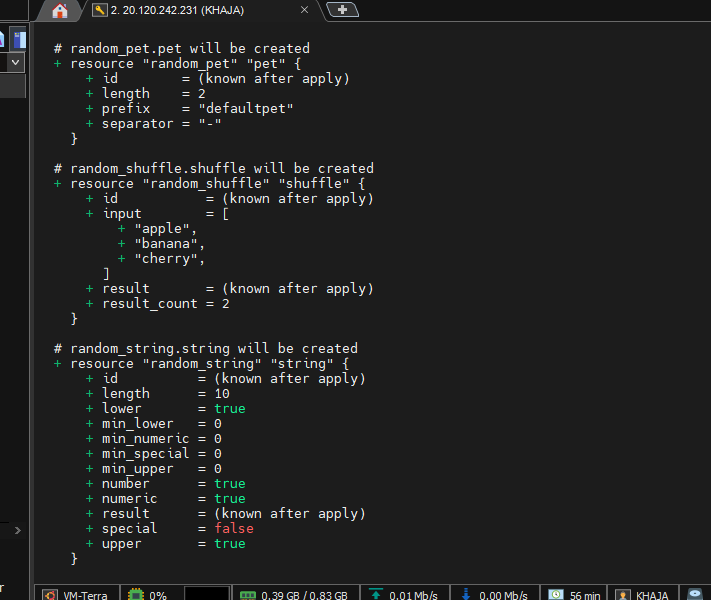 2. 20.120.242.231 (KHAJA)
# random_pet.pet will be created
+ resource "random_pet" "pet" {
+ id = (known after apply)
+ length = 2
+ prefix = "defaultpet"
+ separator = "-"
}
# random_shuffle.shuffle will be created
+ resource "random_shuffle" "shuffle" {
+ id = (known after apply)
+ input = [
+ "apple",
+ "banana",
+ "cherry",
]
+ result = (known after apply)
+ result_count = 2
}
# random_string.string will be created
+ resource "random_string" "string" {
+ id = (known after apply)
+ length = 10
+ lower = true
+ min_lower = 0
+ min_numeric = 0
+ min_special = 0
+ min_upper = 0
+ number = true
+ numeric = true
+ result = (known after apply)
+ special = false
+ upper = true
}
VM-Terra 0% 0.39 GB / 0.83 GB 0.01 Mb/s 0.00 Mb/s 56 min KHAJA